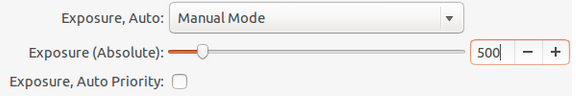 Exposure, Auto: Manual Mode
Exposure (Absolute): 500
Exposure, Auto Priority: